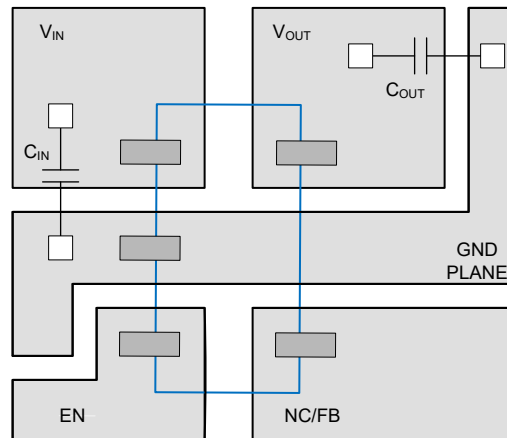 VIN
VOUT
COUT
CIN
GND
PLANE
EN
NC/FB